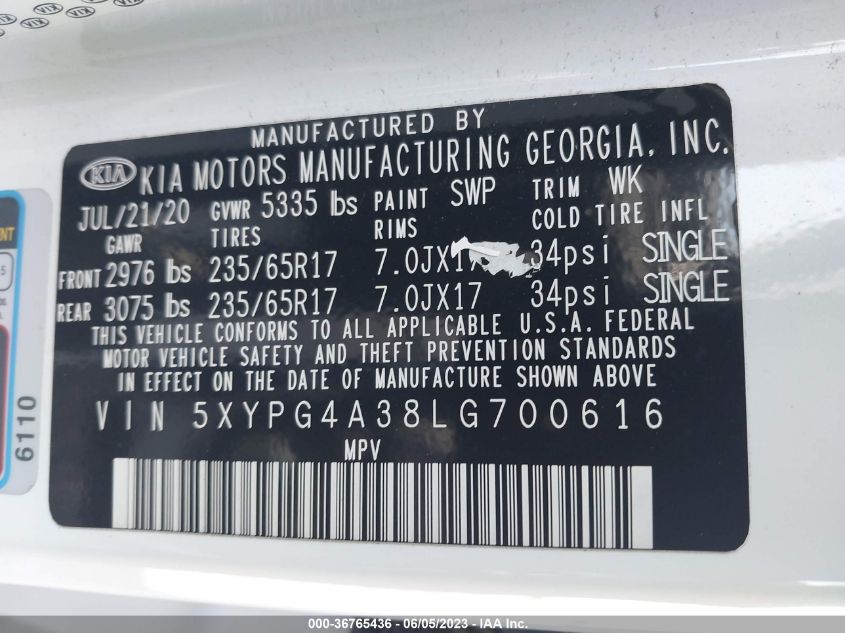 MANUFACTURED BY
KIA KIA MOTORS MANUFACTURING GEORGIA, INC.
JUL/21/20 GVWR 5335 lbs PAINT SWP TRIM WK
GAWR TIRES RIMS COLD TIRE INFL
FRONT 2976 lbs 235/65R17 7.0JX17 34psi SINGLE
REAR 3075 lbs 235/65R17 7.0JX17 34psi SINGLE
THIS VEHICLE CONFORMS TO ALL APPLICABLE U.S.A. FEDERAL
MOTOR VEHICLE SAFETY AND THEFT PREVENTION STANDARDS
IN EFFECT ON THE DATE OF MANUFACTURE SHOWN ABOVE
VIN 5XYPG4A38LG700616
MPV
6110
000-36765436 - 06/05/2023 - IAA Inc.